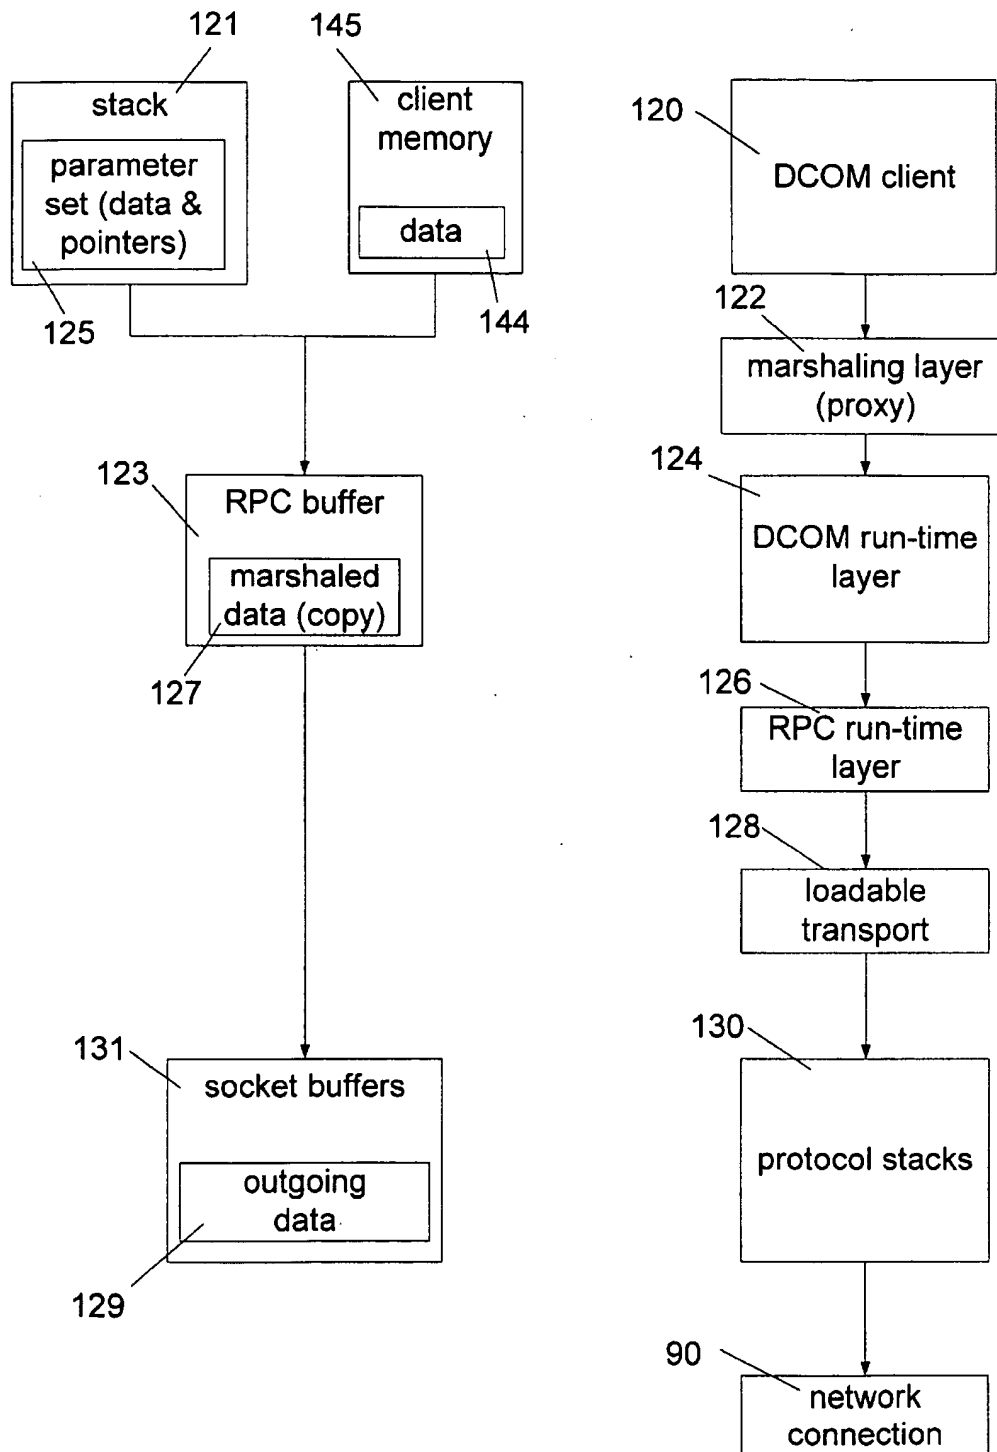 121
145
stack
parameter
set (data &
pointers)
125
client
memory
data
144
120
DCOM client
122
marshaling layer
(proxy)
123
RPC buffer
marshaled
data (copy)
127
124
DCOM run-time
layer
126
RPC run-time
layer
128
loadable
transport
131
socket buffers
outgoing
data
129
130
protocol stacks
90
network
connection